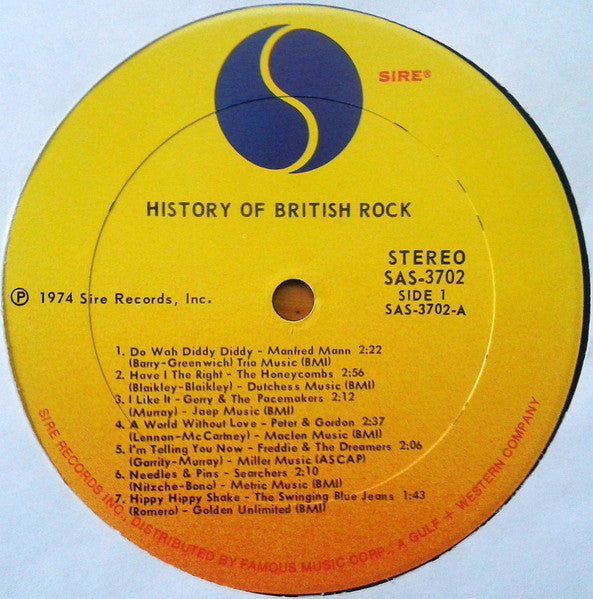 SIRE®
HISTORY OF BRITISH ROCK
STEREO
SAS-3702
SIDE 1
SAS-3702-A
Ⓟ 1974 Sire Records, Inc.
1. Do Wah Diddy Diddy - Manfred Mann 2:22
(Barry-Greenwich) Trio Music (BMI)
2. Have I The Right - The Honeycombs 2:56
(Blaikley-Blaikley) - Dutchess Music (BMI)
3. I Like It - Gerry & The Pacemakers 2:12
(Murray) - Jaep Music (BMI)
4. A World Without Love - Peter & Gordon 2:37
(Lennon-McCartney) - Maclen Music (BMI)
5. I'm Telling You Now - Freddie & The Dreamers 2:06
(Garrity-Murray) - Miller Music (ASCAP)
6. Needles & Pins - Searchers 2:10
(Nitzche-Bono) - Metric Music (BMI)
7. Hippy Hippy Shake - The Swinging Blue Jeans 1:43
(Romero) - Golden Unlimited (BMI)
SIRE RECORDS INC., DISTRIBUTED BY FAMOUS MUSIC CORP., A GULF + WESTERN COMPANY